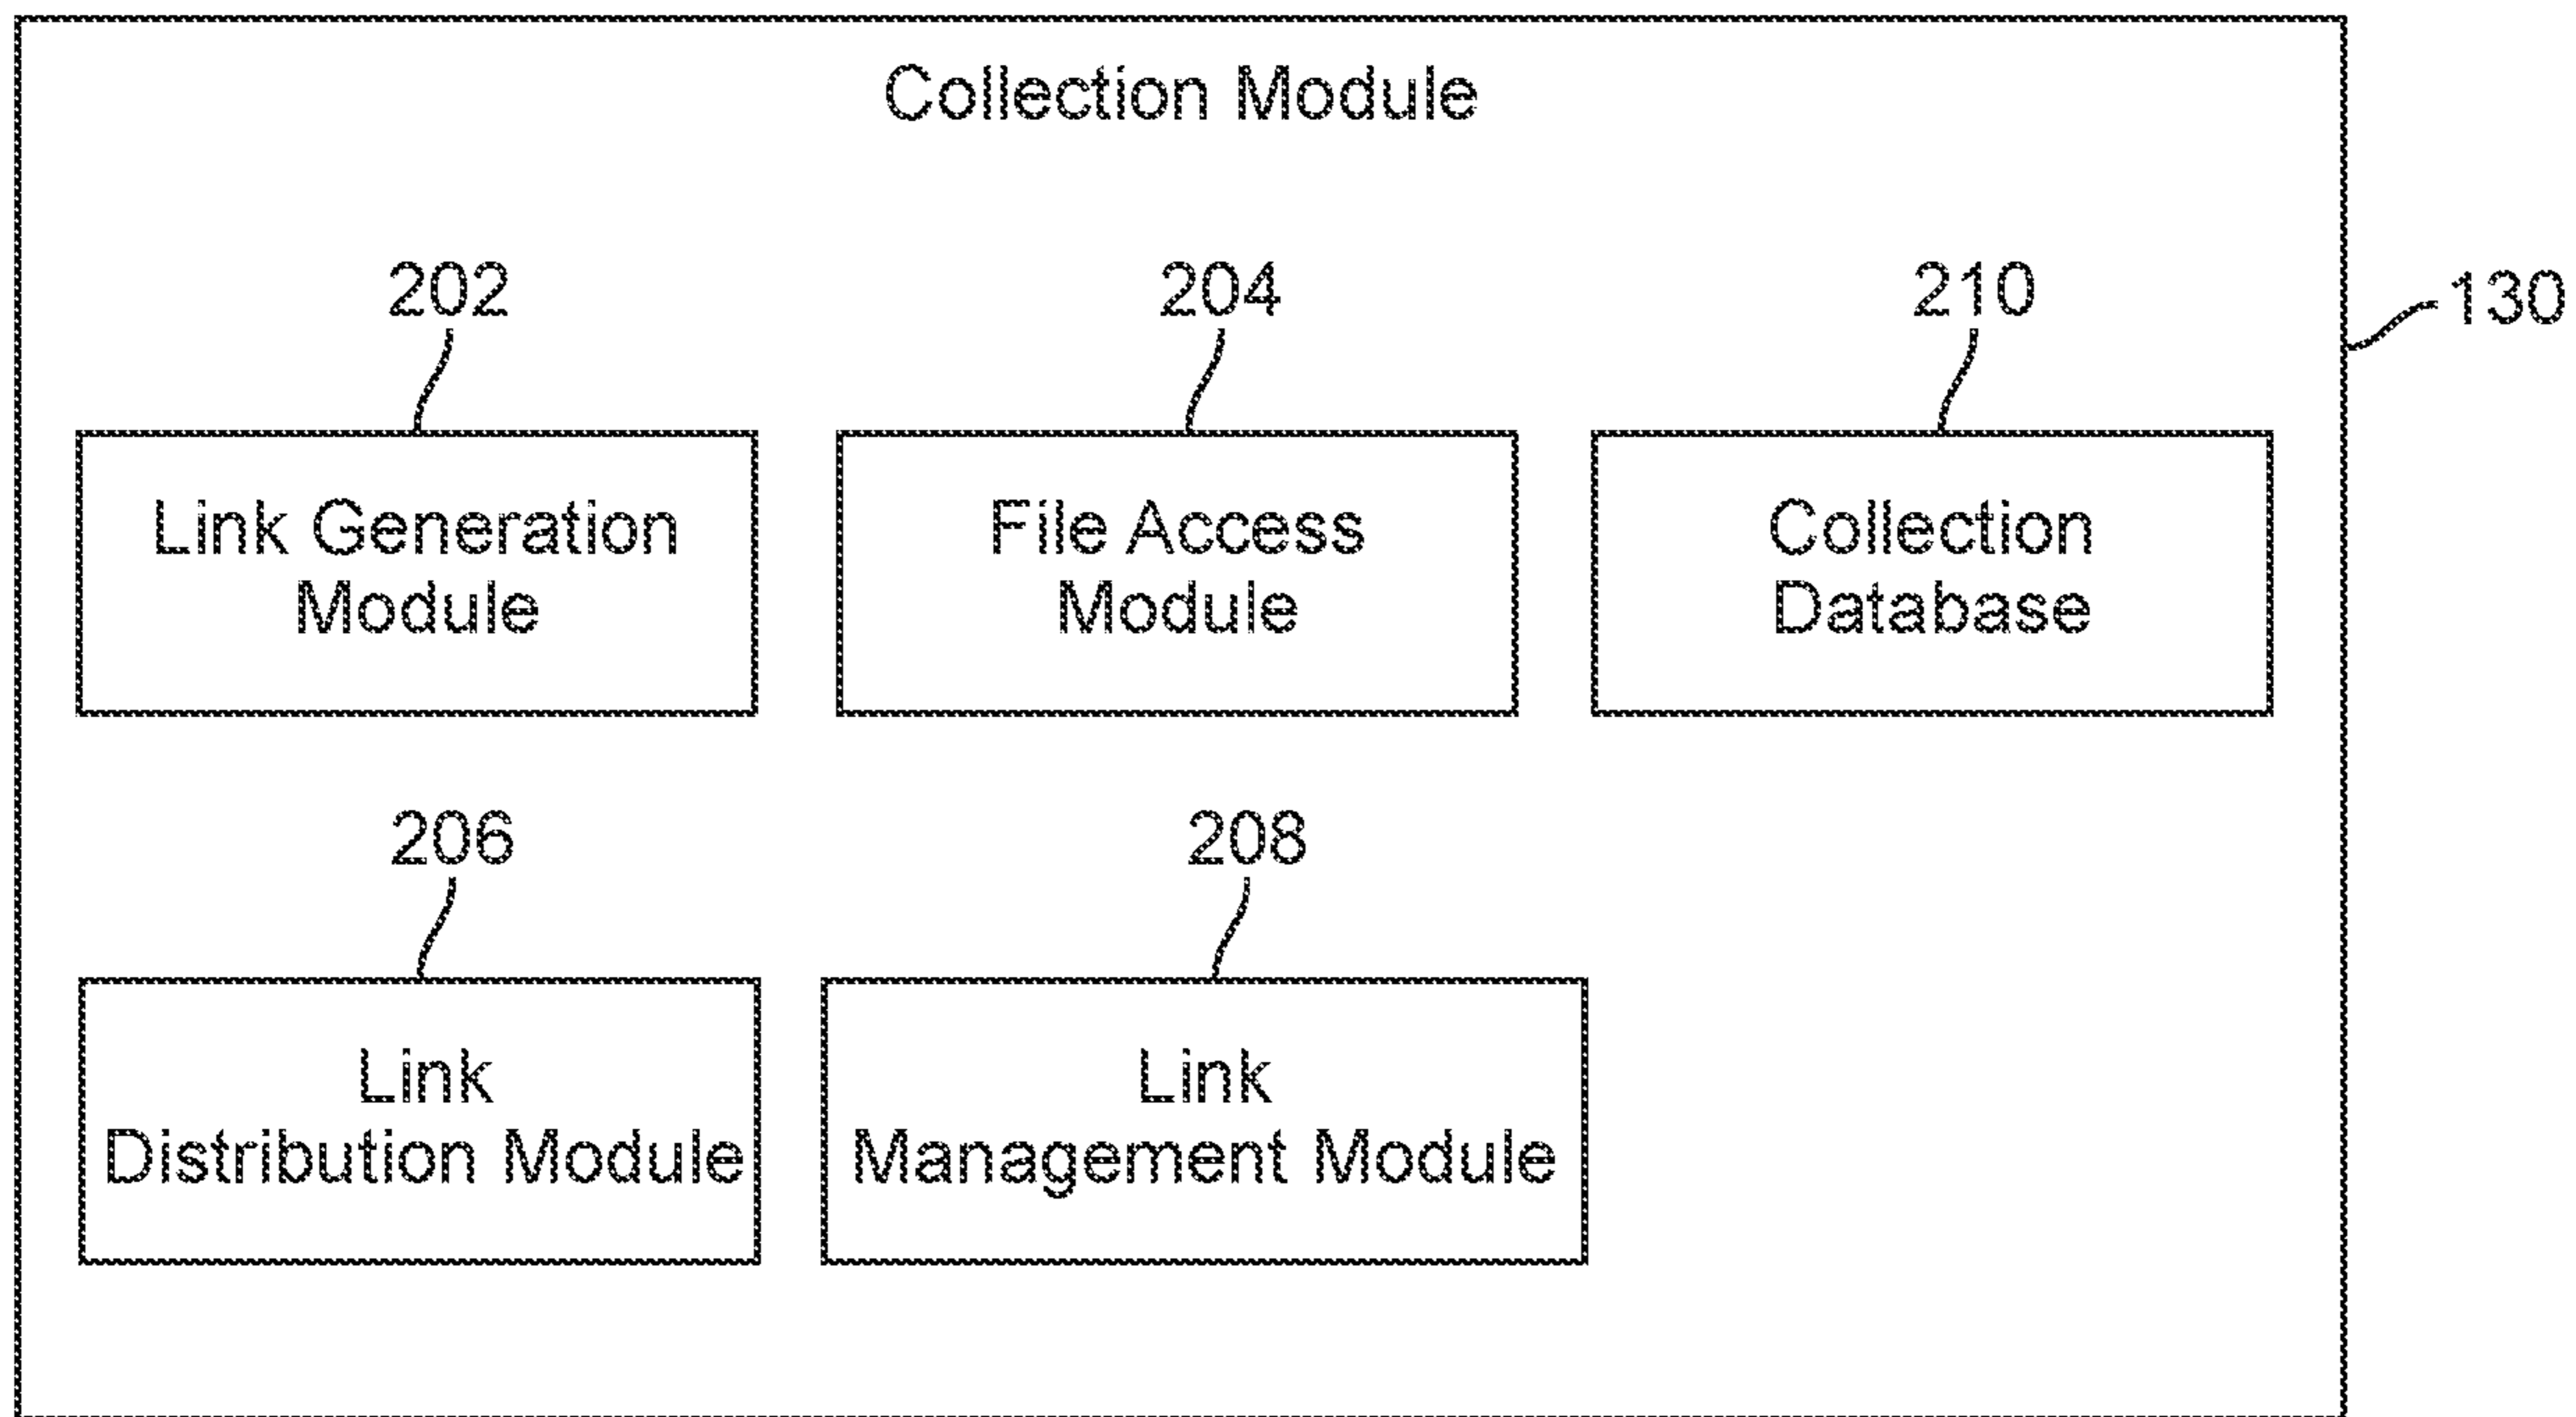 Collection Module
202
204
210
130
Link Generation
Module
File Access
Module
Collection
Database
206
208
Link
Distribution Module
Link
Management Module